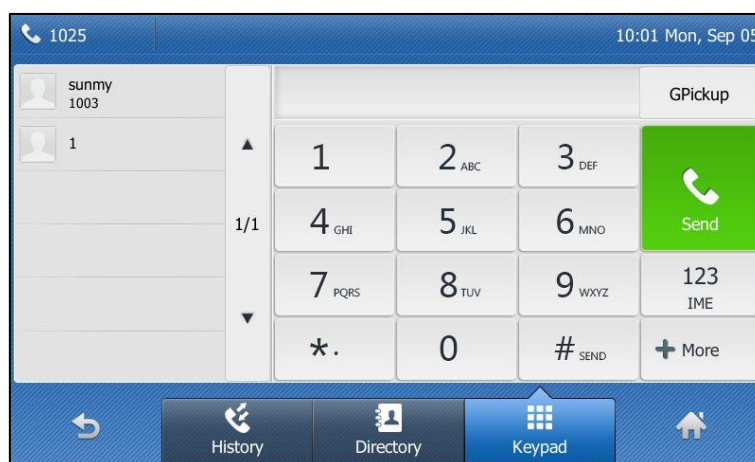 1025
10:01 Mon, Sep 05
sunmy
1003
1
1/1
GPickup
1
2 ABC
3 DEF
Send
4 GHI
5 JKL
6 MNO
7 PQRS
8 TUV
9 WXYZ
123
IME
*.
0
# SEND
More
History
Directory
Keypad